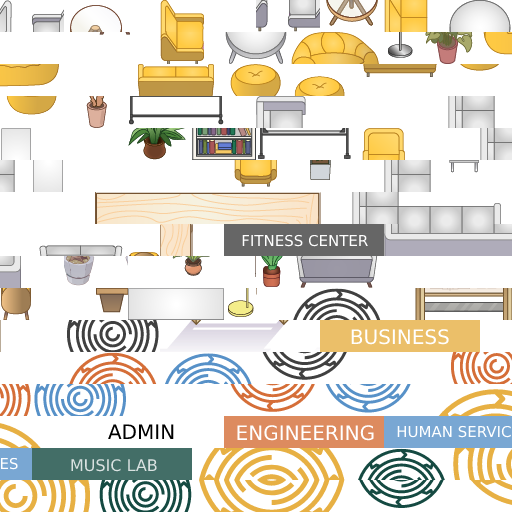 FITNESS CENTER
BUSINESS
ADMIN
ENGINEERING
HUMAN SERVIC
ES
MUSIC LAB